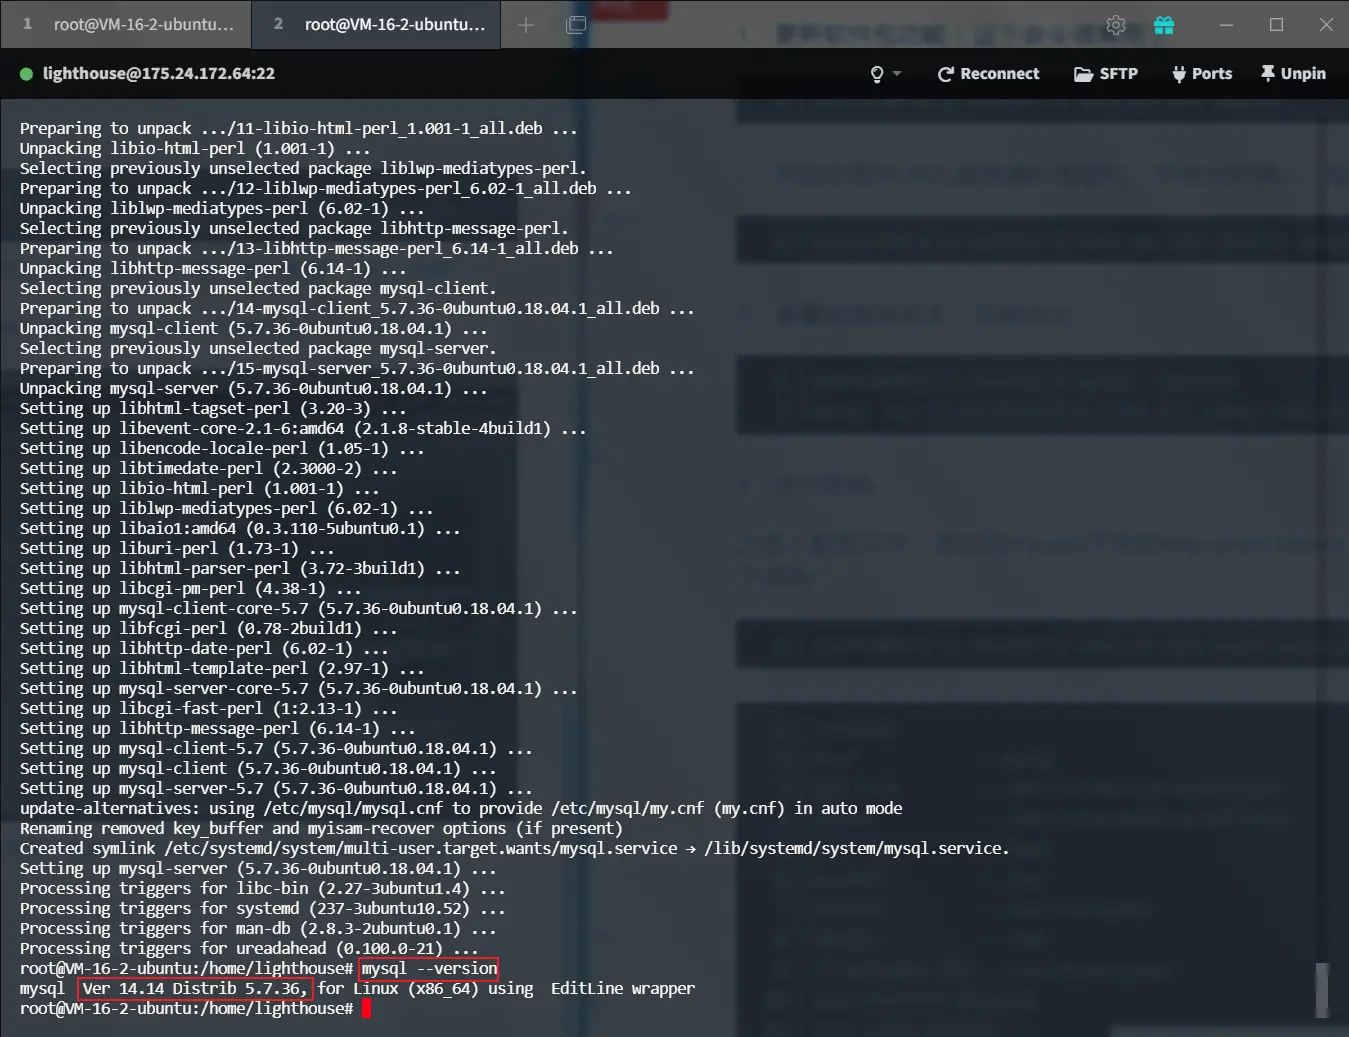 1 root@VM-16-2-ubuntu... 2 root@VM-16-2-ubuntu...
lighthouse@175.24.172.64:22 Reconnect SFTP Ports Unpin
Preparing to unpack .../11-libio-html-perl_1.001-1_all.deb ...
Unpacking libio-html-perl (1.001-1) ...
Selecting previously unselected package liblwp-mediatypes-perl.
Preparing to unpack .../12-liblwp-mediatypes-perl_6.02-1_all.deb ...
Unpacking liblwp-mediatypes-perl (6.02-1) ...
Selecting previously unselected package libhttp-message-perl.
Preparing to unpack .../13-libhttp-message-perl_6.14-1_all.deb ...
Unpacking libhttp-message-perl (6.14-1) ...
Selecting previously unselected package mysql-client.
Preparing to unpack .../14-mysql-client_5.7.36-0ubuntu0.18.04.1_all.deb ...
Unpacking mysql-client (5.7.36-0ubuntu0.18.04.1) ...
Selecting previously unselected package mysql-server.
Preparing to unpack .../15-mysql-server_5.7.36-0ubuntu0.18.04.1_all.deb ...
Unpacking mysql-server (5.7.36-0ubuntu0.18.04.1) ...
Setting up libhtml-tagset-perl (3.20-3) ...
Setting up libevent-core-2.1-6:amd64 (2.1.8-stable-4build1) ...
Setting up libencode-locale-perl (1.05-1) ...
Setting up libtimedate-perl (2.3000-2) ...
Setting up libio-html-perl (1.001-1) ...
Setting up liblwp-mediatypes-perl (6.02-1) ...
Setting up libaio1:amd64 (0.3.110-5ubuntu0.1) ...
Setting up liburi-perl (1.73-1) ...
Setting up libhtml-parser-perl (3.72-3build1) ...
Setting up libcgi-pm-perl (4.38-1) ...
Setting up mysql-client-core-5.7 (5.7.36-0ubuntu0.18.04.1) ...
Setting up libfcgi-perl (0.78-2build1) ...
Setting up libhttp-date-perl (6.02-1) ...
Setting up libhtml-template-perl (2.97-1) ...
Setting up mysql-server-core-5.7 (5.7.36-0ubuntu0.18.04.1) ...
Setting up libcgi-fast-perl (1:2.13-1) ...
Setting up libhttp-message-perl (6.14-1) ...
Setting up mysql-client-5.7 (5.7.36-0ubuntu0.18.04.1) ...
Setting up mysql-client (5.7.36-0ubuntu0.18.04.1) ...
Setting up mysql-server-5.7 (5.7.36-0ubuntu0.18.04.1) ...
update-alternatives: using /etc/mysql/mysql.cnf to provide /etc/mysql/my.cnf (my.cnf) in auto mode
Renaming removed key_buffer and myisam-recover options (if present)
Created symlink /etc/systemd/system/multi-user.target.wants/mysql.service → /lib/systemd/system/mysql.service.
Setting up mysql-server (5.7.36-0ubuntu0.18.04.1) ...
Processing triggers for libc-bin (2.27-3ubuntu1.4) ...
Processing triggers for systemd (237-3ubuntu10.52) ...
Processing triggers for man-db (2.8.3-2ubuntu0.1) ...
Processing triggers for ureadahead (0.100.0-21) ...
root@VM-16-2-ubuntu:/home/lighthouse# mysql --version
mysql  Ver 14.14 Distrib 5.7.36, for Linux (x86_64) using  EditLine wrapper
root@VM-16-2-ubuntu:/home/lighthouse#